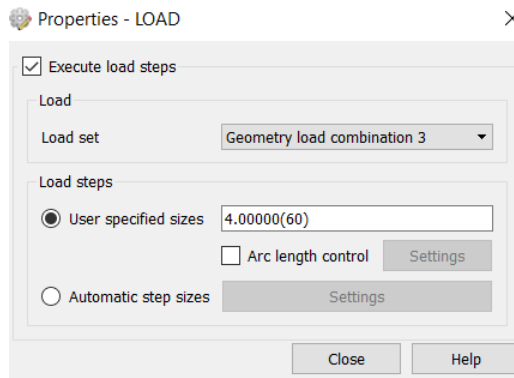 Properties - LOAD
Execute load steps
Load
Load set Geometry load combination 3
Load steps
User specified sizes 4.00000(60)
Arc length control Settings
Automatic step sizes Settings
Close Help